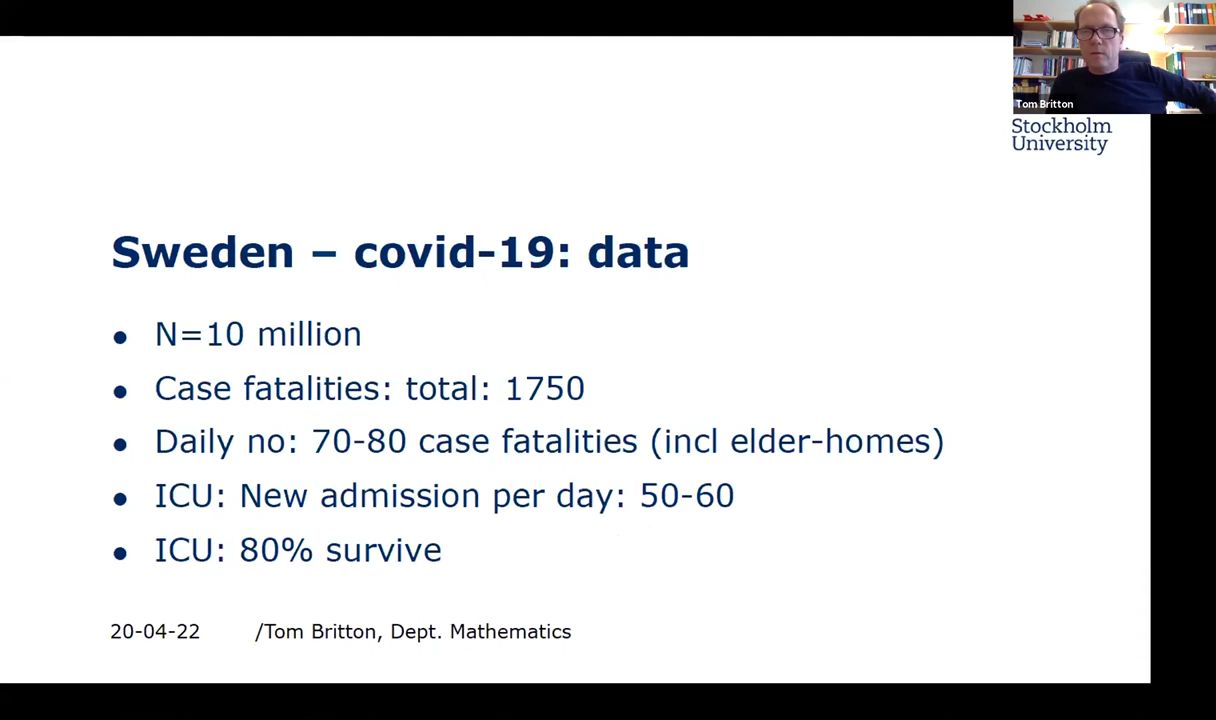 Tom Britton
Stockholm
University
Sweden – covid-19: data
● N=10 million
● Case fatalities: total: 1750
● Daily no: 70-80 case fatalities (incl elder-homes)
● ICU: New admission per day: 50-60
● ICU: 80% survive
20-04-22 /Tom Britton, Dept. Mathematics